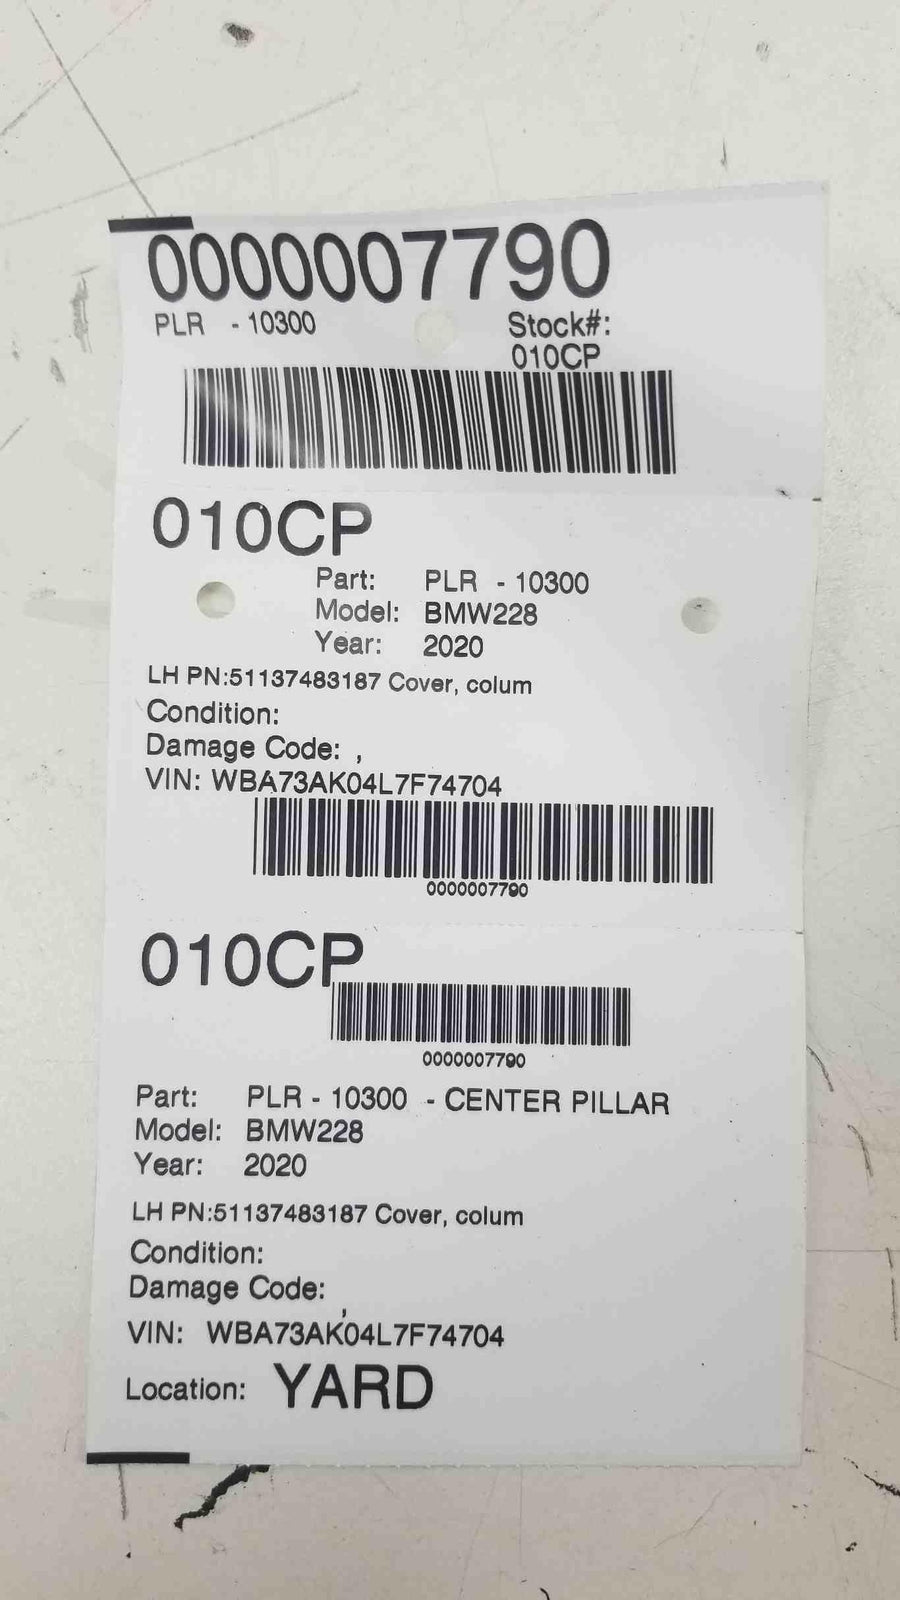 0000007790
PLR - 10300 Stock#:
010CP
010CP
Part: PLR - 10300
Model: BMW228
Year: 2020
LH PN:51137483187 Cover, colum
Condition:
Damage Code: ,
VIN: WBA73AK04L7F74704
0000007790
010CP
0000007790
Part: PLR - 10300 - CENTER PILLAR
Model: BMW228
Year: 2020
LH PN:51137483187 Cover, colum
Condition:
Damage Code: ,
VIN: WBA73AK04L7F74704
Location: YARD